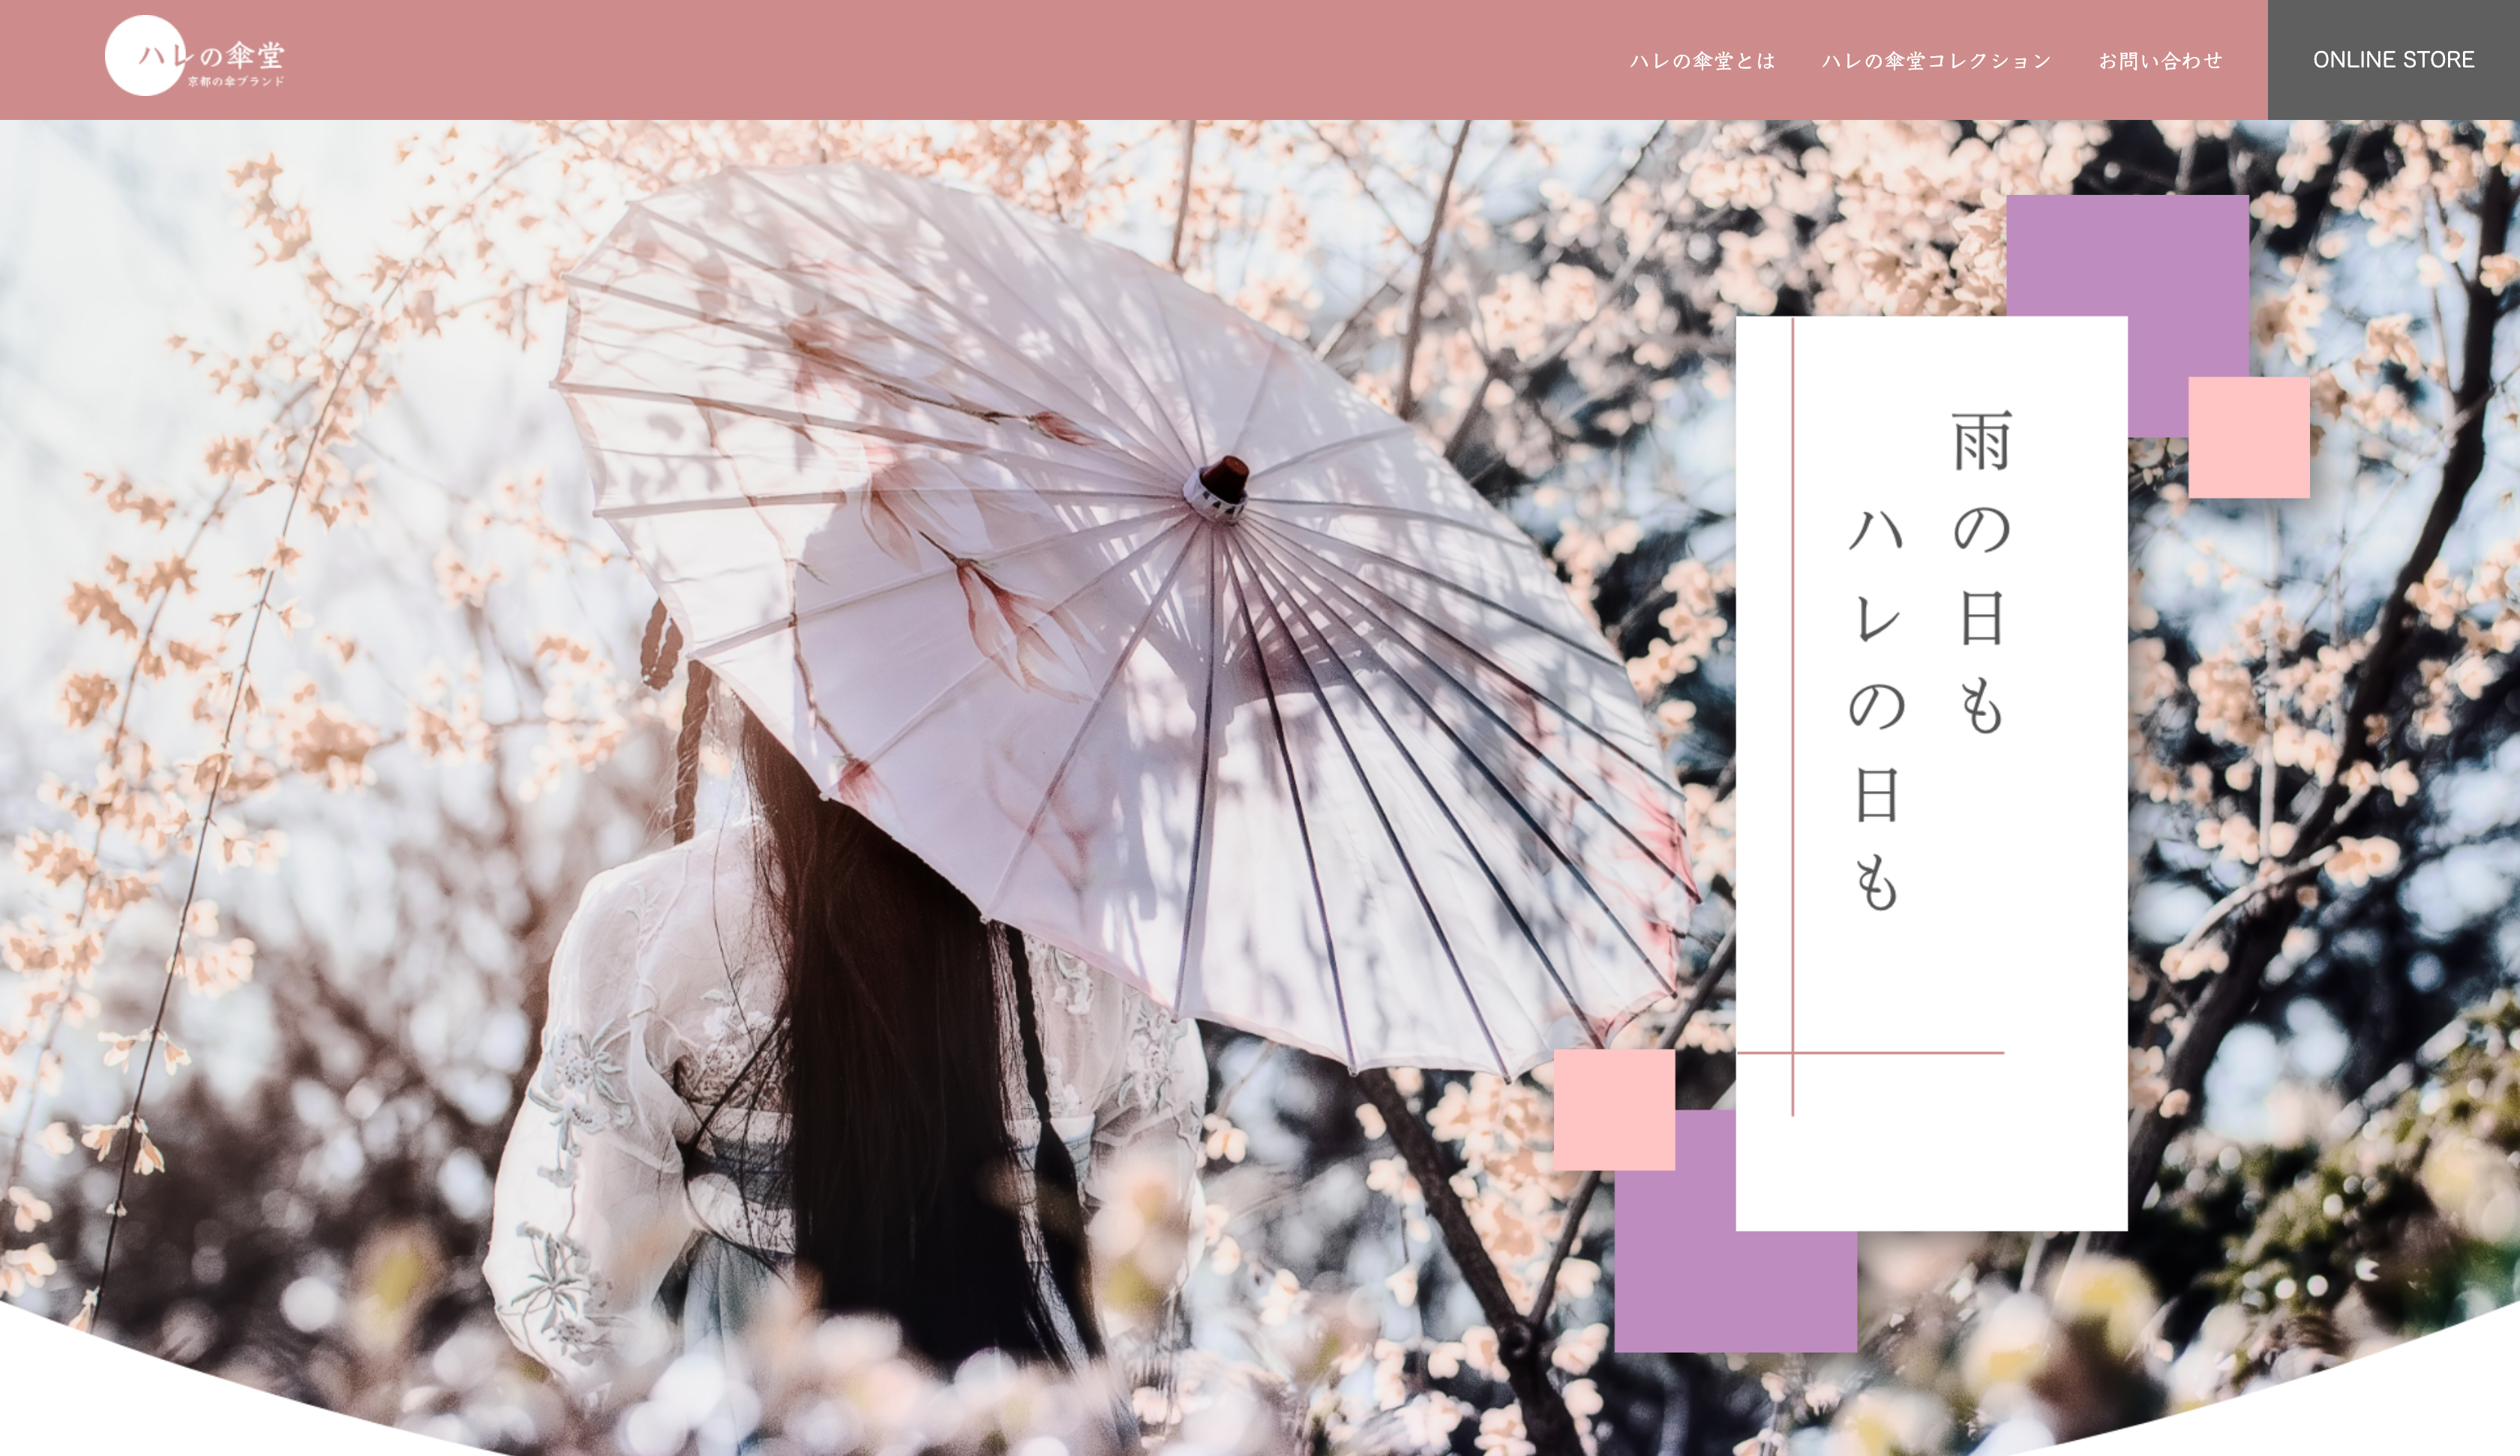 ハレの傘堂
京都の傘ブランド
ハレの傘堂とは
ハレの傘堂コレクション
お問い合わせ
ONLINE STORE
雨の日も
ハレの日も